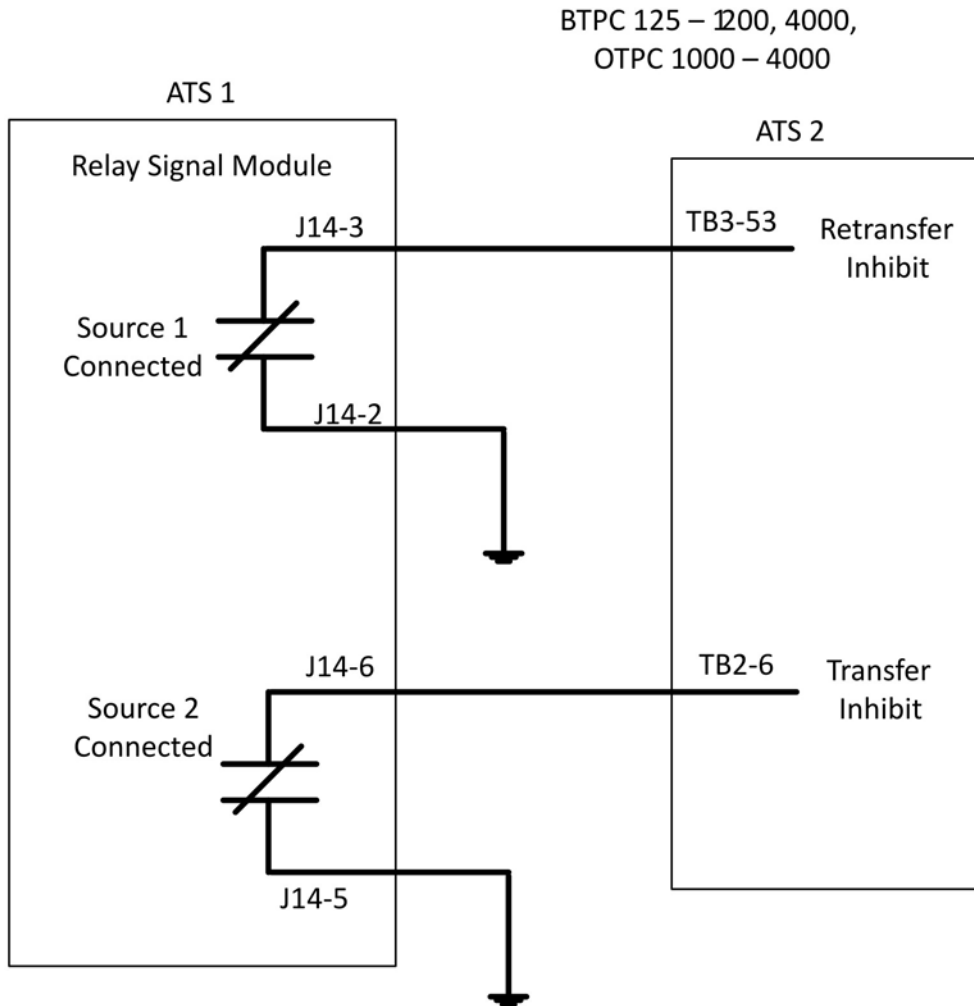 BTPC 125 – 1200, 4000,
OTPC 1000 – 4000
ATS 1
ATS 2
Relay Signal Module
J14-3
TB3-53
Retransfer
Inhibit
Source 1
Connected
J14-2
J14-6
TB2-6
Transfer
Inhibit
Source 2
Connected
J14-5